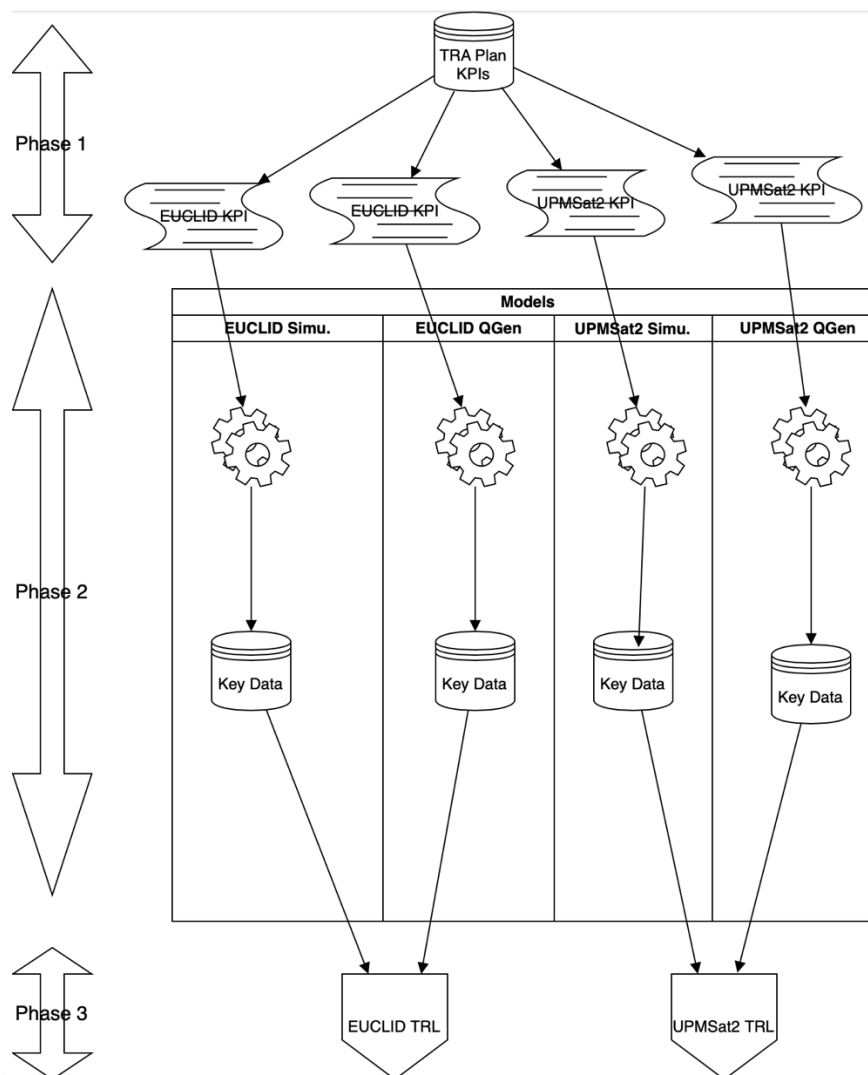 TRA Plan
KPIs
Phase 1
EUCLID KPI
EUCLID KPI
UPMSat2 KPI
UPMSat2 KPI
Models
EUCLID Simu.
EUCLID QGen
UPMSat2 Simu.
UPMSat2 QGen
Phase 2
Key Data
Key Data
Key Data
Key Data
Phase 3
EUCLID TRL
UPMSat2 TRL